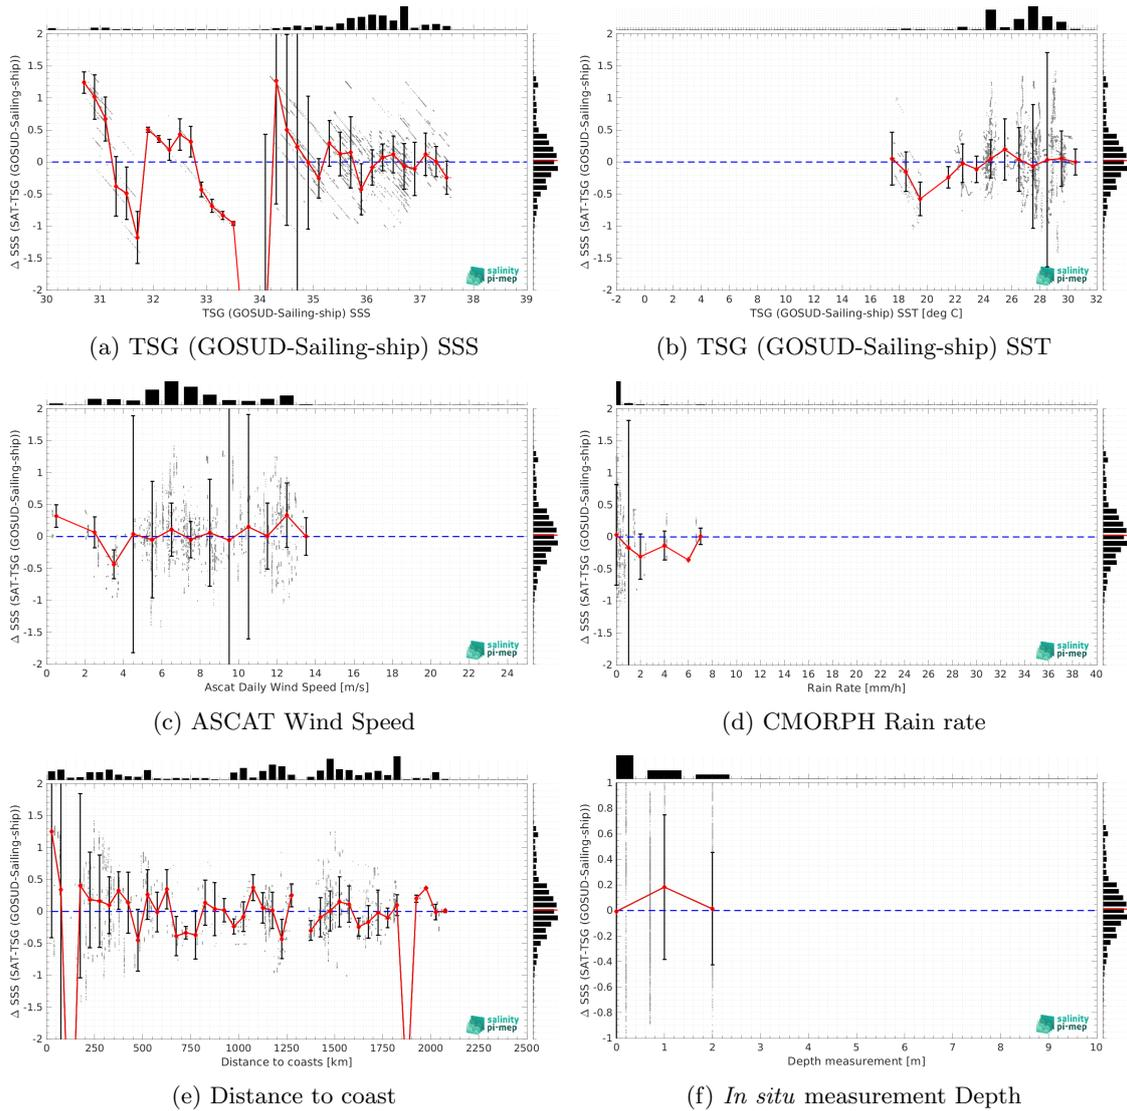 2
1.5
1
0.5
0
-0.5
-1
-1.5
-2
Δ SSS (SAT-TSG (GOSUD-Sailing-ship))
salinity
pi-mep
30 31 32 33 34 35 36 37 38 39
TSG (GOSUD-Sailing-ship) SSS
(a) TSG (GOSUD-Sailing-ship) SSS
2
1.5
1
0.5
0
-0.5
-1
-1.5
-2
Δ SSS (SAT-TSG (GOSUD-Sailing-ship))
salinity
pi-mep
-2 0 2 4 6 8 10 12 14 16 18 20 22 24 26 28 30 32
TSG (GOSUD-Sailing-ship) SST [deg C]
(b) TSG (GOSUD-Sailing-ship) SST
2
1.5
1
0.5
0
-0.5
-1
-1.5
-2
Δ SSS (SAT-TSG (GOSUD-Sailing-ship))
salinity
pi-mep
0 2 4 6 8 10 12 14 16 18 20 22 24
Ascat Daily Wind Speed [m/s]
(c) ASCAT Wind Speed
2
1.5
1
0.5
0
-0.5
-1
-1.5
-2
Δ SSS (SAT-TSG (GOSUD-Sailing-ship))
salinity
pi-mep
0 2 4 6 8 10 12 14 16 18 20 22 24 26 28 30 32 34 36 38 40
Rain Rate [mm/h]
(d) CMORPH Rain rate
2
1.5
1
0.5
0
-0.5
-1
-1.5
-2
Δ SSS (SAT-TSG (GOSUD-Sailing-ship))
salinity
pi-mep
0 250 500 750 1000 1250 1500 1750 2000 2250 2500
Distance to coasts [km]
(e) Distance to coast
1
0.8
0.6
0.4
0.2
0
-0.2
-0.4
-0.6
-0.8
-1
Δ SSS (SAT-TSG (GOSUD-Sailing-ship))
salinity
pi-mep
0 1 2 3 4 5 6 7 8 9 10
Depth measurement [m]
(f) In situ measurement Depth